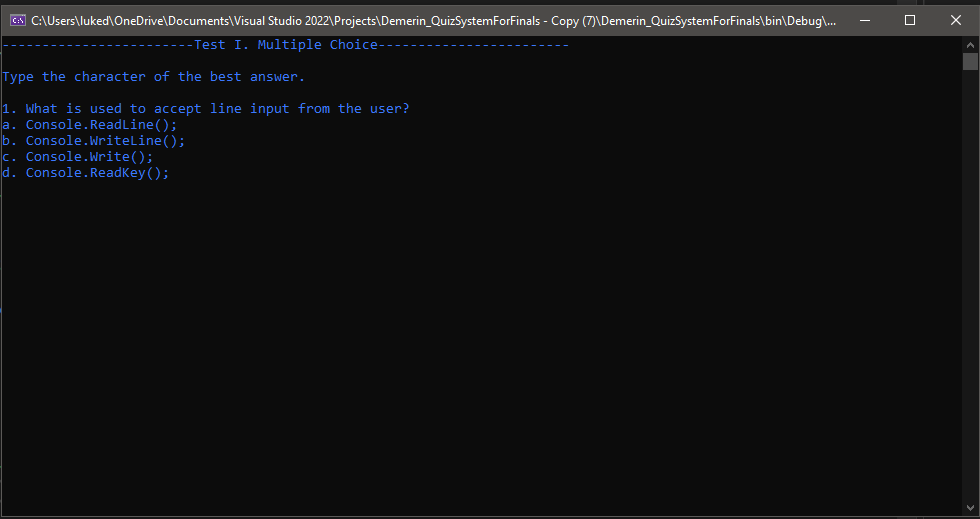 C:\Users\luked\OneDrive\Documents\Visual Studio 2022\Projects\Demerin_QuizSystemForFinals - Copy (7)\Demerin_QuizSystemForFinals\bin\Debug\...
------------------------Test I. Multiple Choice------------------------
Type the character of the best answer.
1. What is used to accept line input from the user?
a. Console.ReadLine();
b. Console.WriteLine();
c. Console.Write();
d. Console.ReadKey();